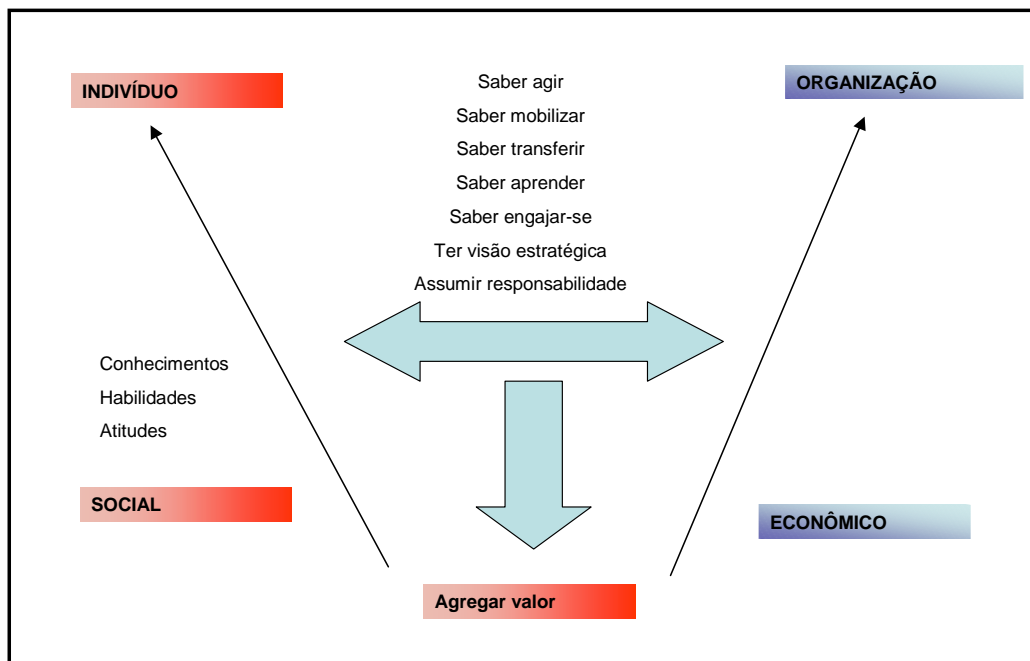 INDIVÍDUO
Saber agir
Saber mobilizar
Saber transferir
Saber aprender
Saber engajar-se
Ter visão estratégica
Assumir responsabilidade
ORGANIZAÇÃO
Conhecimentos
Habilidades
Atitudes
SOCIAL
ECONÔMICO
Agregar valor